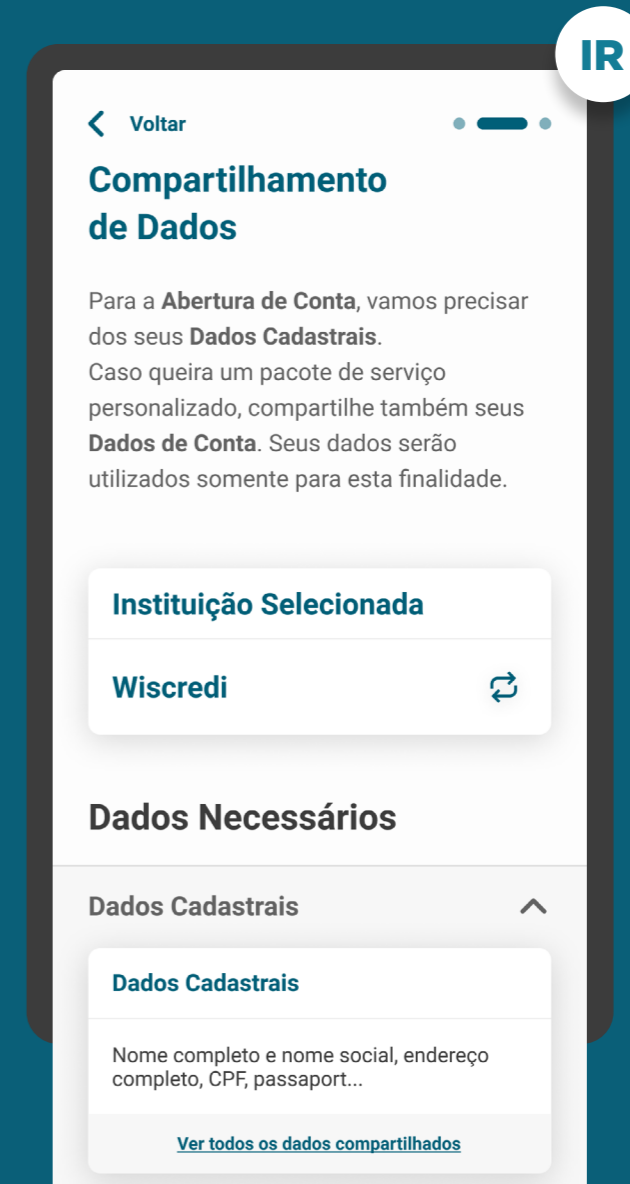 IR
Voltar
Compartilhamento
de Dados
Para a Abertura de Conta, vamos precisar
dos seus Dados Cadastrais.
Caso queira um pacote de serviço
personalizado, compartilhe também seus
Dados de Conta. Seus dados serão
utilizados somente para esta finalidade.
Instituição Selecionada
Wiscredi
Dados Necessários
Dados Cadastrais
Dados Cadastrais
Nome completo e nome social, endereço
completo, CPF, passaport...
Ver todos os dados compartilhados